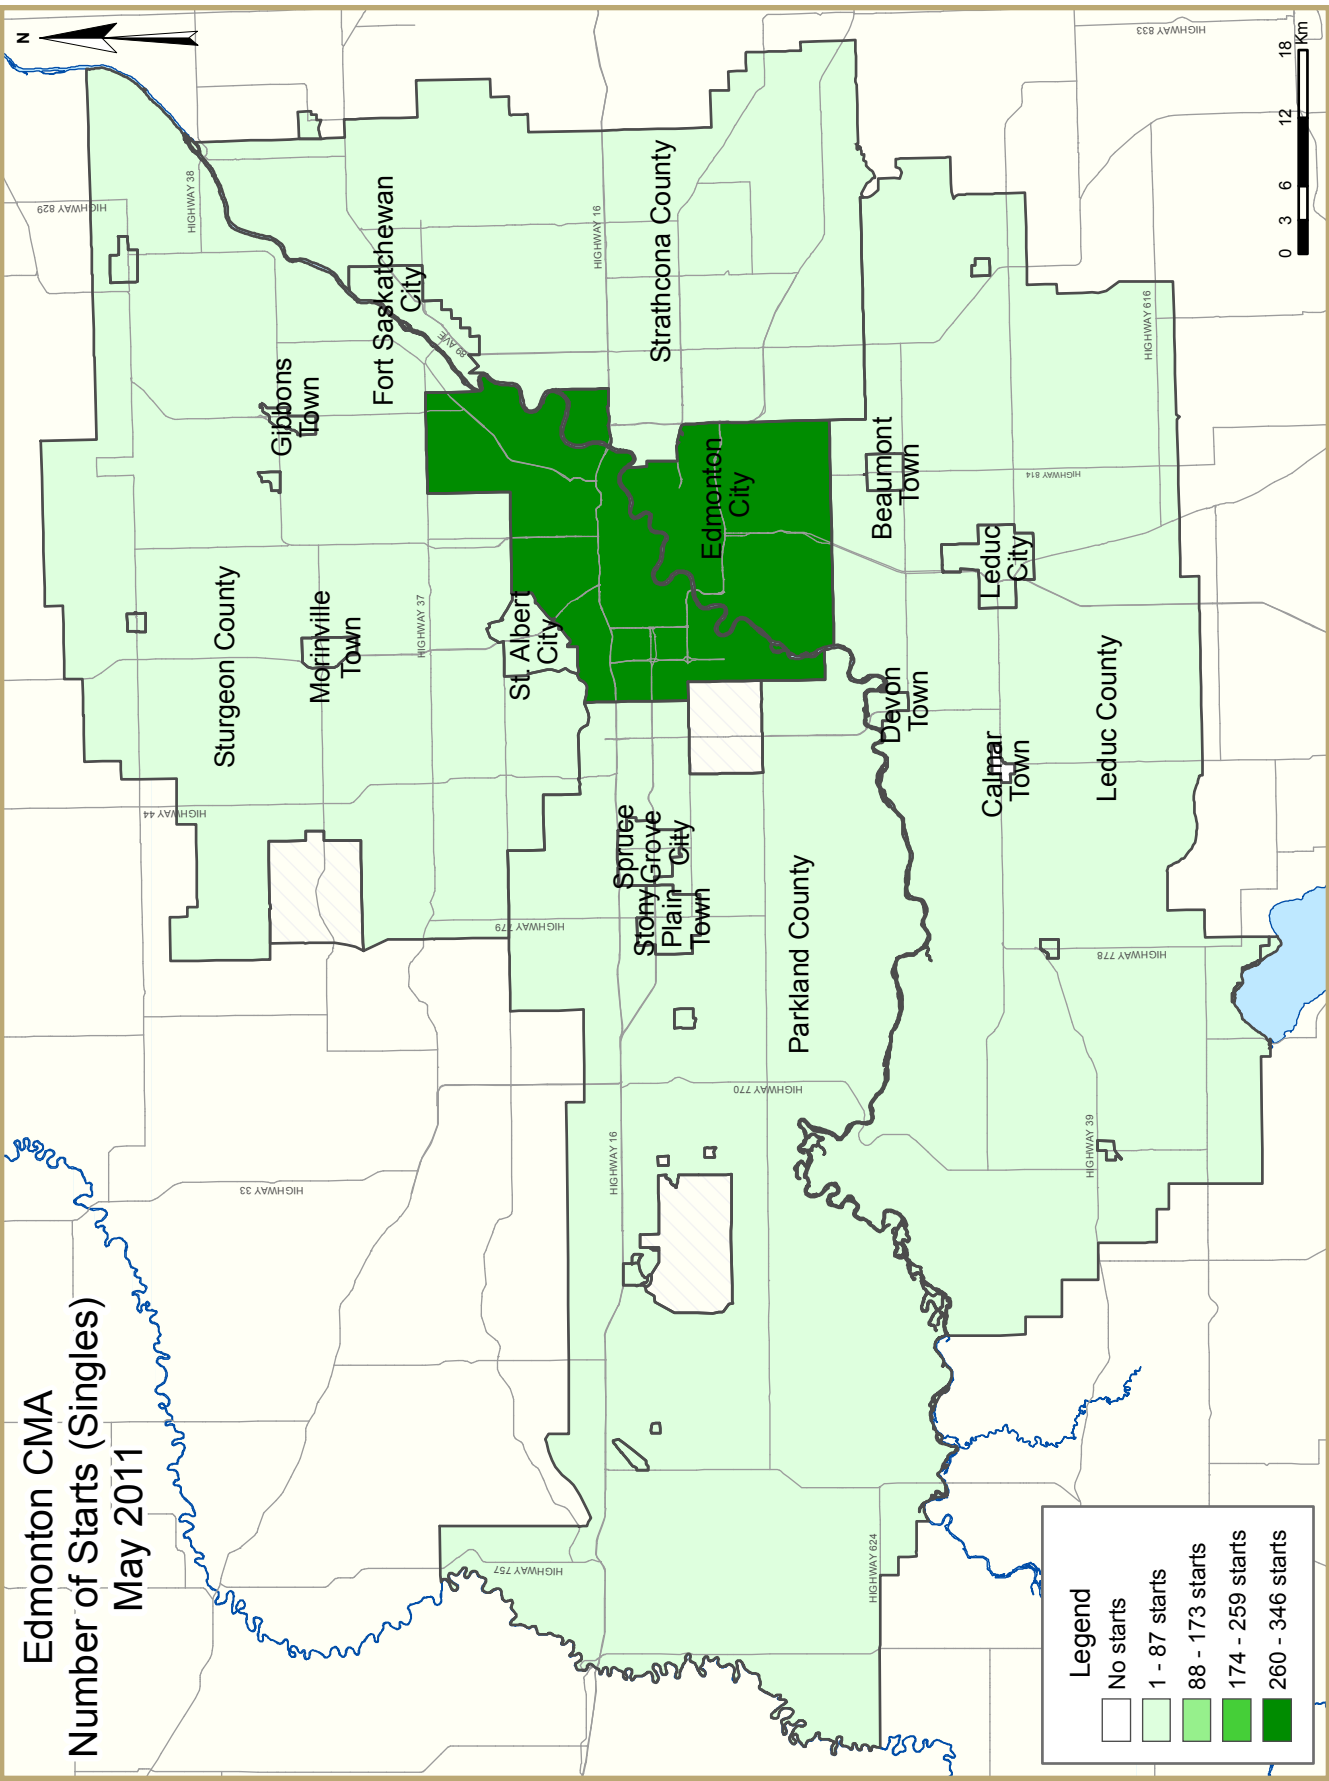 Edmonton CMA
Number of Starts (Singles)
May 2011
N
HIGHWAY 829
HIGHWAY 38
HIGHWAY 833
HIGHWAY 16
HIGHWAY 37
HIGHWAY 44
HIGHWAY 779
HIGHWAY 33
HIGHWAY 16
HIGHWAY 770
HIGHWAY 757
HIGHWAY 624
HIGHWAY 39
HIGHWAY 778
HIGHWAY 814
HIGHWAY 616
89 AVE
Sturgeon County
Morinville
Town
Gibbons
Town
Fort Saskatchewan
City
St. Albert
City
Strathcona County
Edmonton
City
Spruce
Grove
City
Stony
Plain
Town
Parkland County
Devon
Town
Beaumont
Town
Leduc
City
Calmar
Town
Leduc County
Legend
No starts
1 - 87 starts
88 - 173 starts
174 - 259 starts
260 - 346 starts
0 3 6 12 18
Km